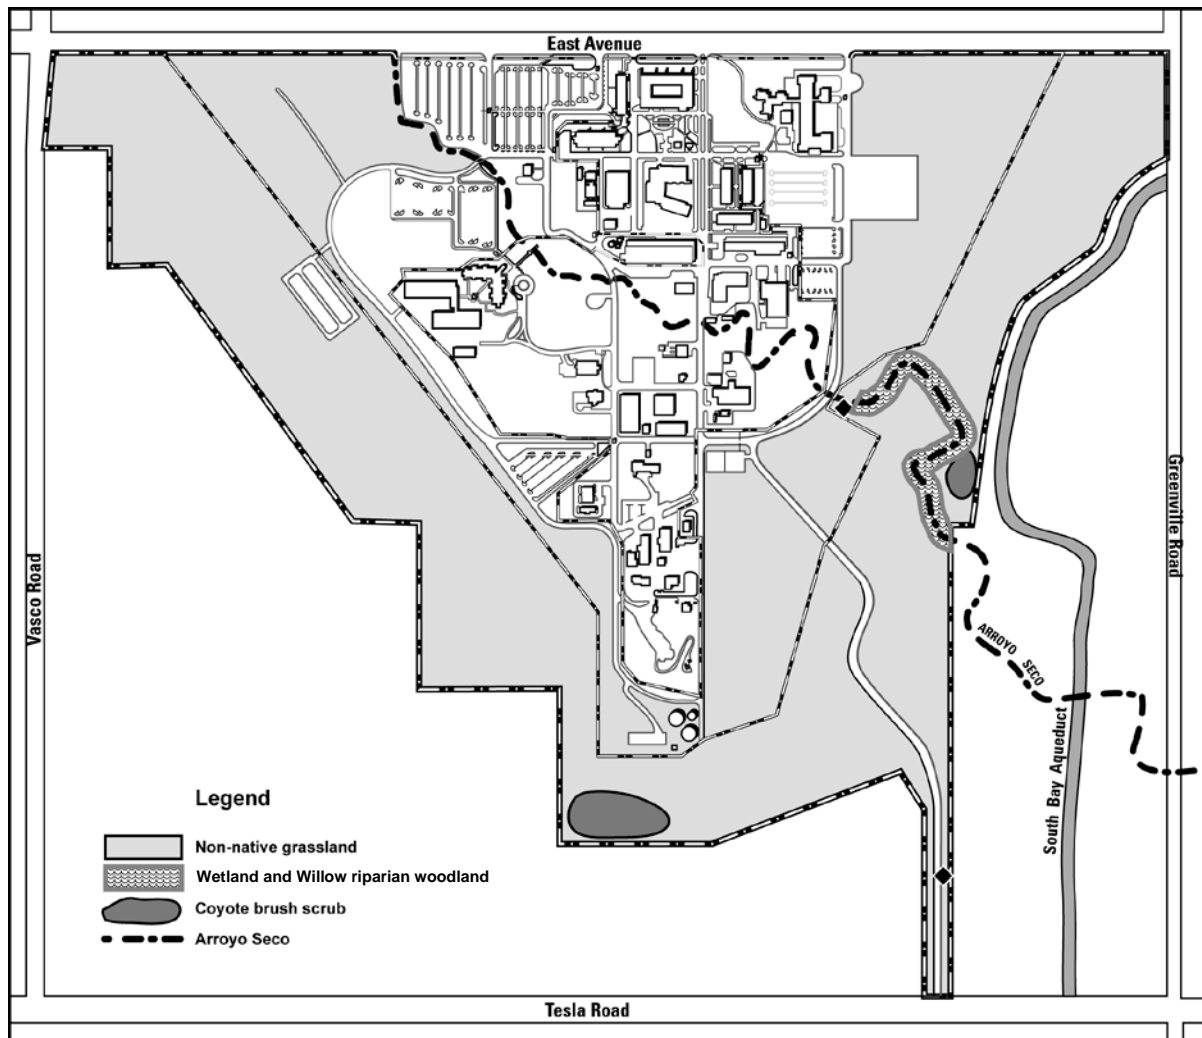 East Avenue
Vasco Road
Greenville Road
ARROYO SECO
South Bay Aqueduct
Legend
Non-native grassland
Wetland and Willow riparian woodland
Coyote brush scrub
Arroyo Seco
Tesla Road